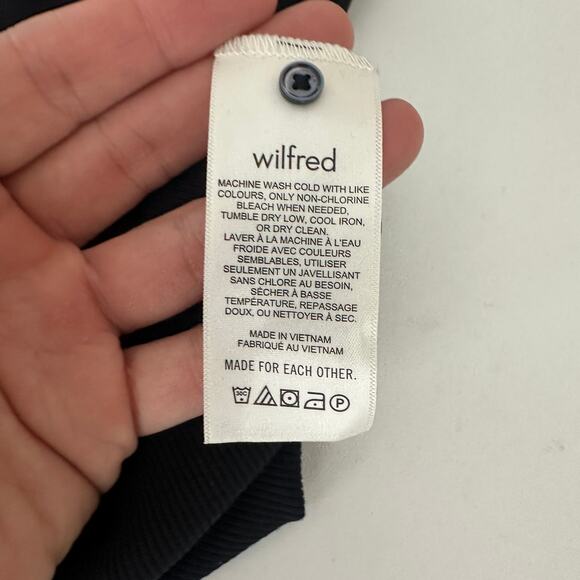 wilfred
MACHINE WASH COLD WITH LIKE
COLOURS, ONLY NON-CHLORINE
BLEACH WHEN NEEDED,
TUMBLE DRY LOW, COOL IRON,
OR DRY CLEAN.
LAVER À LA MACHINE À L'EAU
FROIDE AVEC COULEURS
SEMBLABLES, UTILISER
SEULEMENT UN JAVELLISANT
SANS CHLORE AU BESOIN,
SÉCHER À BASSE
TEMPÉRATURE, REPASSAGE
DOUX, OU NETTOYER À SEC.
MADE IN VIETNAM
FABRIQUÉ AU VIETNAM
MADE FOR EACH OTHER.
30C P